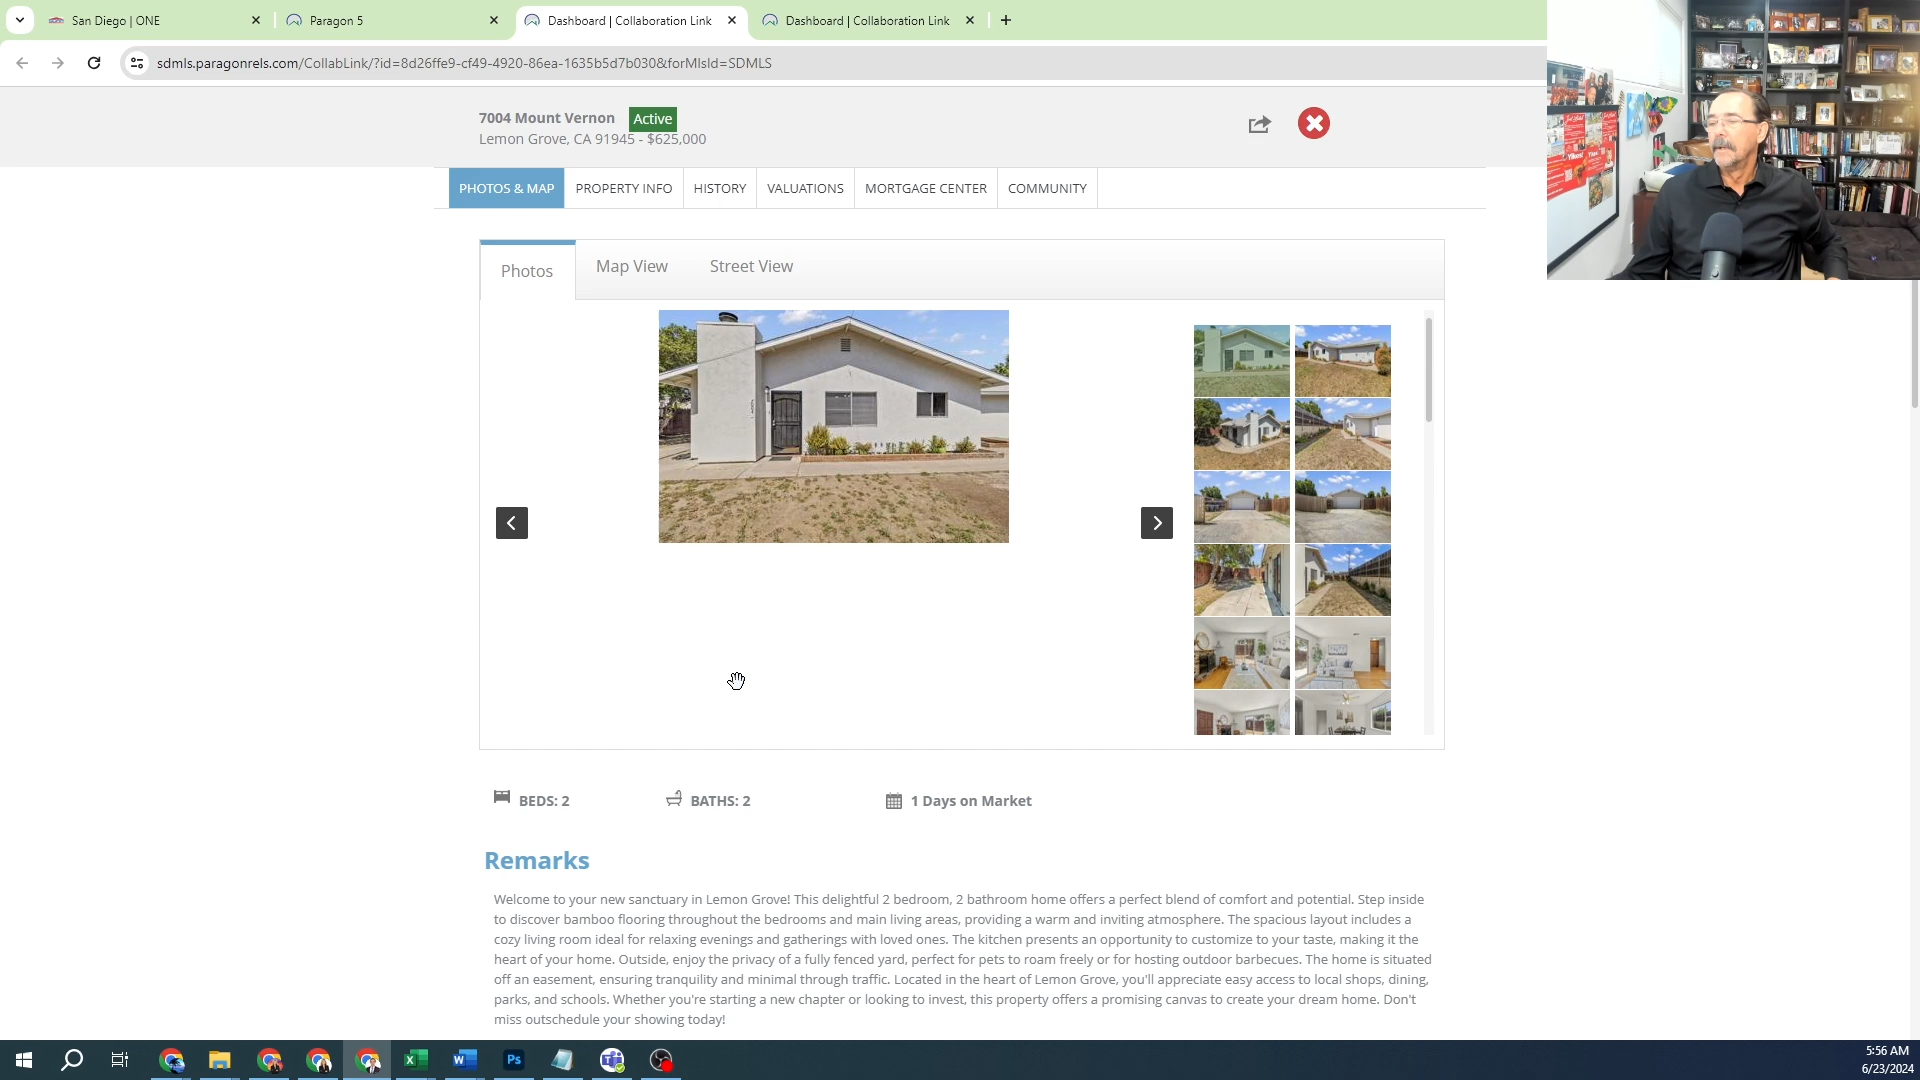 San Diego | ONE
Paragon 5
Dashboard | Collaboration Link
Dashboard | Collaboration Link
sdmls.paragonrels.com/CollabLink/?id=8d26ffe9-cf49-4920-86ea-1635b5d7b030&forMlsId=SDMLS
7004 Mount Vernon Active
Lemon Grove, CA 91945 - $625,000
PHOTOS & MAP PROPERTY INFO HISTORY VALUATIONS MORTGAGE CENTER COMMUNITY
Photos Map View Street View
BEDS: 2 BATHS: 2 1 Days on Market
Remarks
Welcome to your new sanctuary in Lemon Grove! This delightful 2 bedroom, 2 bathroom home offers a perfect blend of comfort and potential. Step inside
to discover bamboo flooring throughout the bedrooms and main living areas, providing a warm and inviting atmosphere. The spacious layout includes a
cozy living room ideal for relaxing evenings and gatherings with loved ones. The kitchen presents an opportunity to customize to your taste, making it the
heart of your home. Outside, enjoy the privacy of a fully fenced yard, perfect for pets to roam freely or for hosting outdoor barbecues. The home is situated
off an easement, ensuring tranquility and minimal through traffic. Located in the heart of Lemon Grove, you'll appreciate easy access to local shops, dining,
parks, and schools. Whether you're starting a new chapter or looking to invest, this property offers a promising canvas to create your dream home. Don't
miss outschedule your showing today!
5:56 AM
6/23/2024